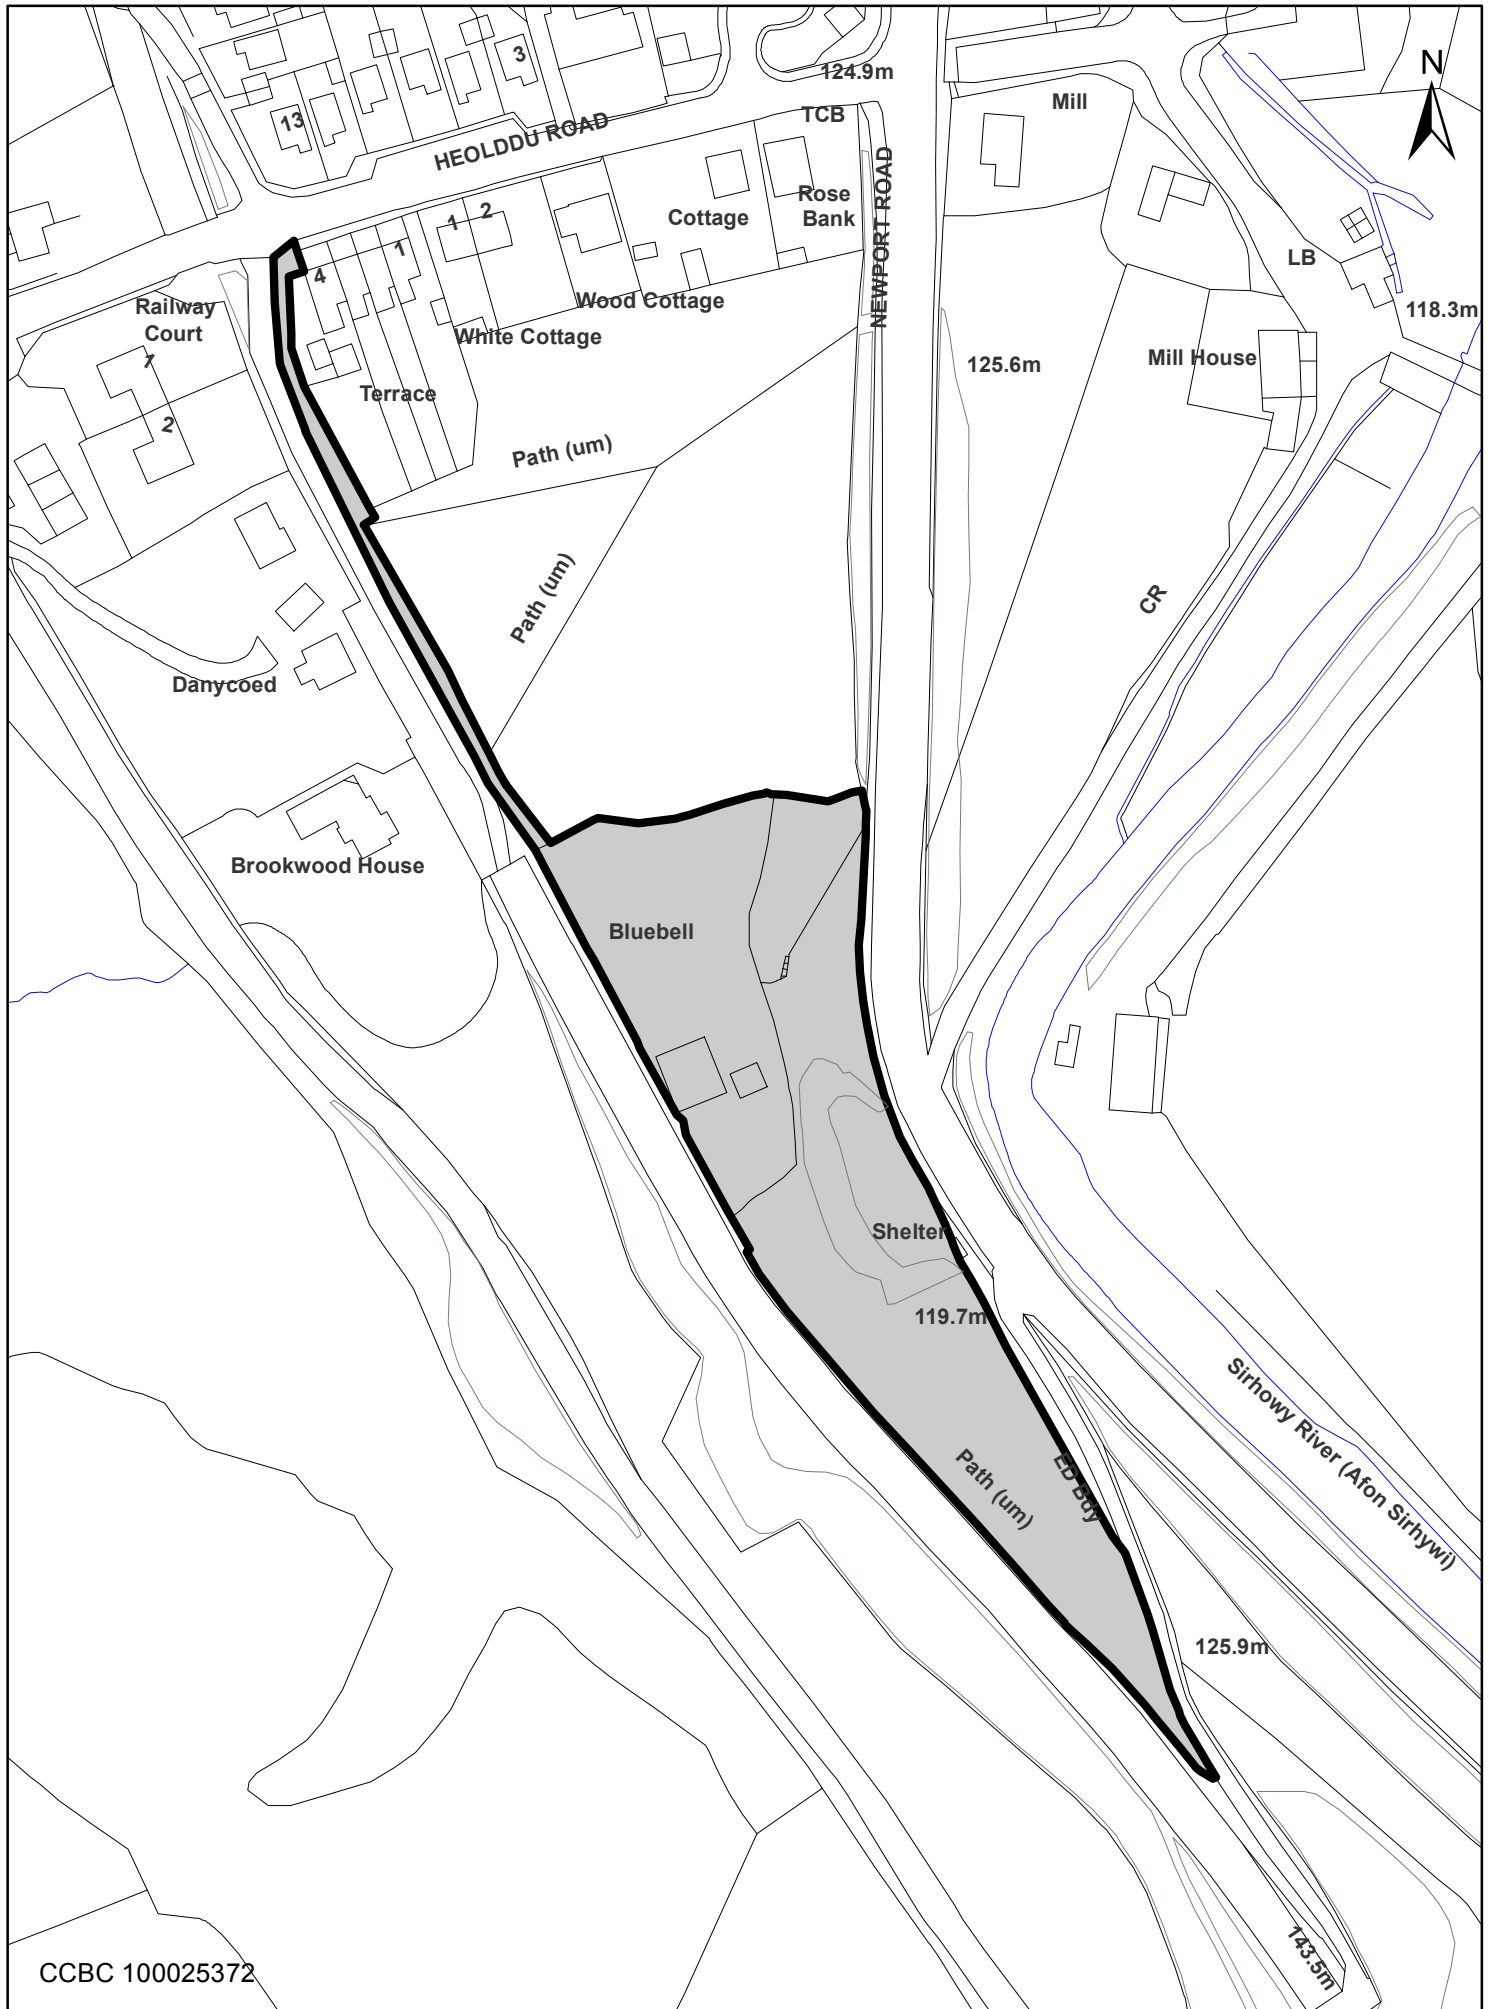 3
124.9m
N
13
HEOLDDU ROAD
TCB
Mill
NEWPORT ROAD
Rose
Bank
Cottage
1
2
1
4
LB
Railway
Court
Wood Cottage
White Cottage
118.3m
125.6m
Mill House
1
2
Terrace
Path (um)
Path (um)
CR
Danycoed
Brookwood House
Bluebell
Shelter
119.7m
Sirhowy River (Afon Sirhywi)
Path (um)
ED Bdy
125.9m
143.5m
CCBC 100025372